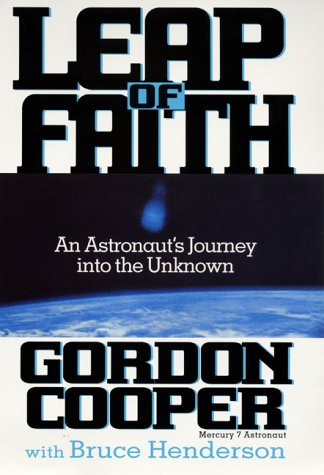 LEAP
OF
FAITH
An Astronaut's Journey
into the Unknown
GORDON
COOPER
Mercury 7 Astronaut
with Bruce Henderson